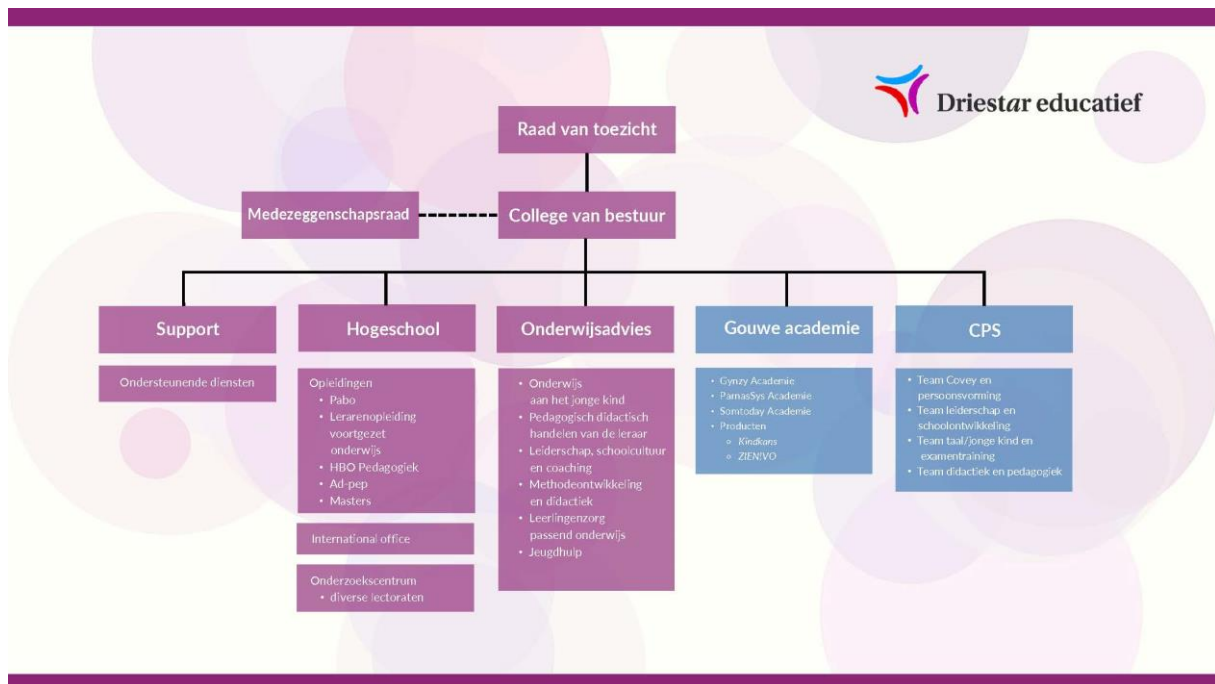 Driestar educatief
Raad van toezicht
Medezeggenschapsraad
College van bestuur
Support
Ondersteunende diensten
Hogeschool
Opleidingen
• Pabo
• Lerarenopleiding
voortgezet
onderwijs
• HBO Pedagogiek
• Ad-pep
• Masters
International office
Onderzoekscentrum
• diverse lectoraten
Onderwijsadvies
• Onderwijs
aan het jonge kind
• Pedagogisch didactisch
handelen van de leraar
• Leiderschap, schoolcultuur
en coaching
• Methodeontwikkeling
en didactiek
• Leerlingenzorg
passend onderwijs
• Jeugdhulp
Gouwe academie
• Gynzy Academie
• ParnasSys Academie
• Somtoday Academie
• Producten
○ Kindkans
○ ZIEN!VO
CPS
• Team Covey en
persoonsvorming
• Team leiderschap en
schoolontwikkeling
• Team taal/jonge kind en
examentraining
• Team didactiek en pedagogiek